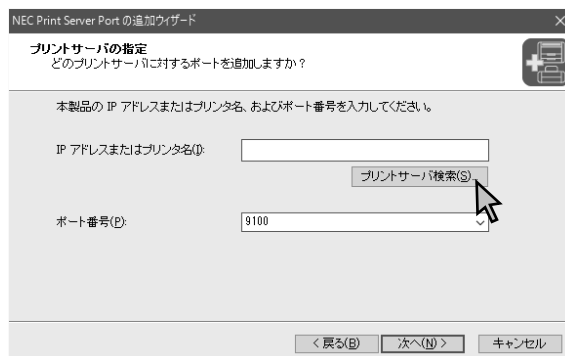 NEC Print Server Port の追加ウィザード
プリントサーバの指定
どのプリントサーバに対するポートを追加しますか？
本製品の IP アドレスまたはプリンタ名、およびポート番号を入力してください。
IP アドレスまたはプリンタ名(I):
プリントサーバ検索(S)...
ポート番号(P):
9100
< 戻る(B)
次へ(N) >
キャンセル